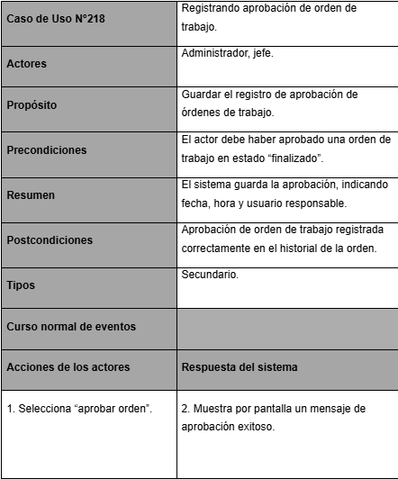 Caso de Uso N°218
Registrando aprobación de orden de
trabajo.
Actores
Administrador, jefe.
Propósito
Guardar el registro de aprobación de
órdenes de trabajo.
Precondiciones
El actor debe haber aprobado una orden de
trabajo en estado “finalizado”.
Resumen
El sistema guarda la aprobación, indicando
fecha, hora y usuario responsable.
Postcondiciones
Aprobación de orden de trabajo registrada
correctamente en el historial de la orden.
Tipos
Secundario.
Curso normal de eventos
Acciones de los actores
Respuesta del sistema
1. Selecciona “aprobar orden”.
2. Muestra por pantalla un mensaje de
aprobación exitoso.